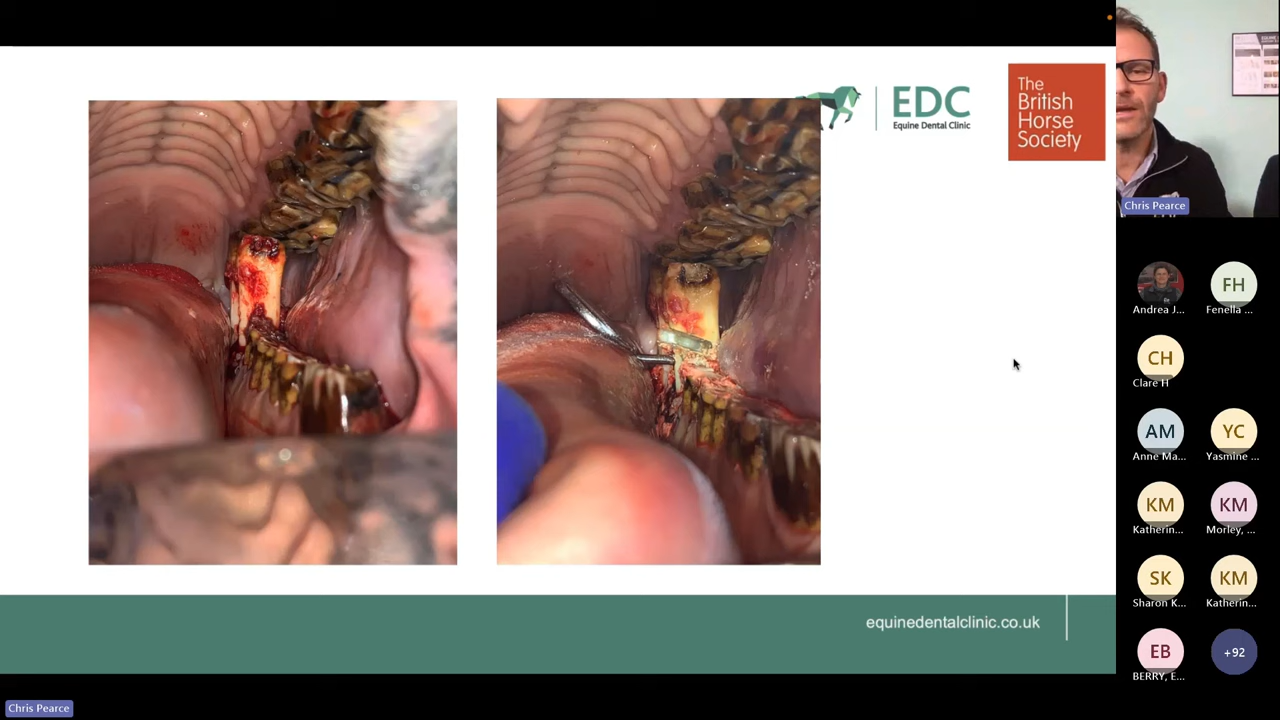 EDC
Equine Dental Clinic
The
British
Horse
Society
Chris Pearce
Andrea J...
FH
Fenella ...
CH
Clare H
AM
Anne Ma...
YC
Yasmine ...
KM
Katherin...
KM
Morley, ...
SK
Sharon K...
KM
Katherin...
EB
BERRY, E...
+92
equinedentalclinic.co.uk
Chris Pearce